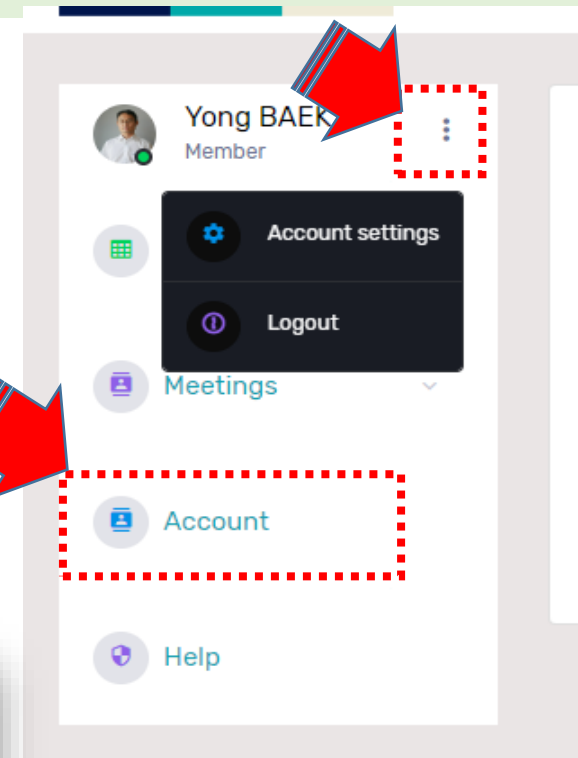 Yong BAEK
Member
Account settings
Logout
Meetings
Account
Help